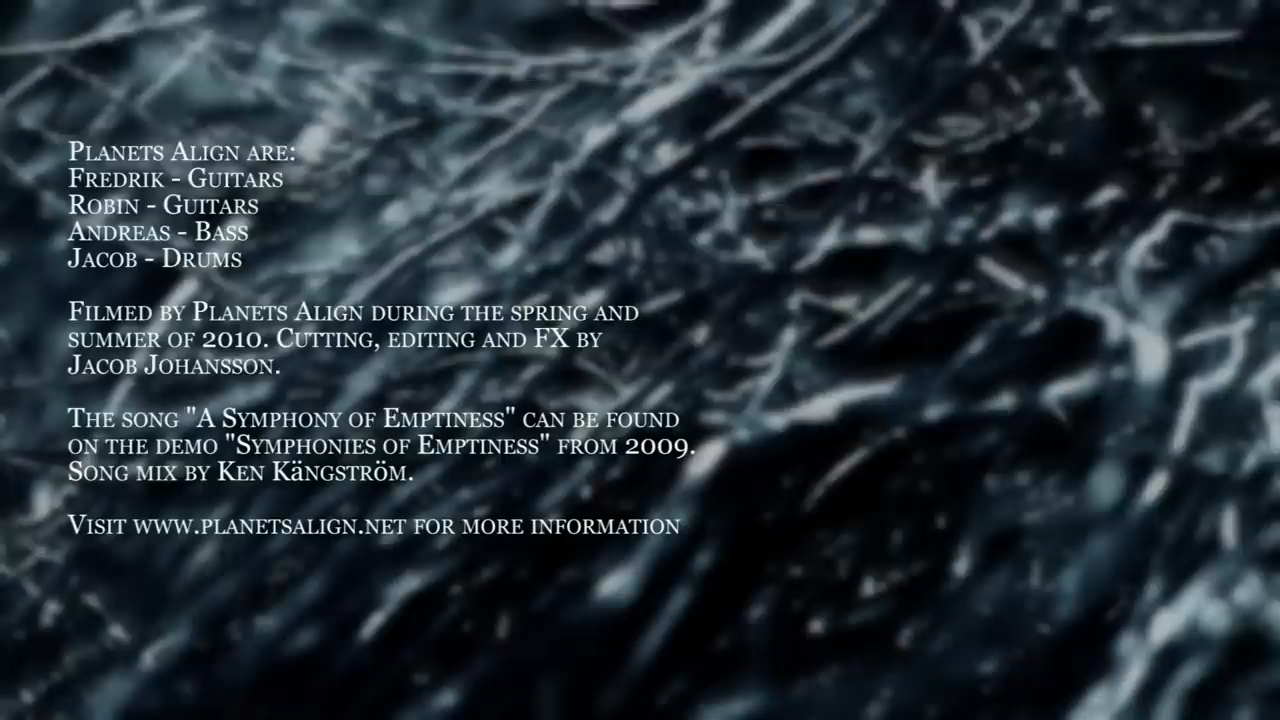 Planets Align are:
Fredrik - Guitars
Robin - Guitars
Andreas - Bass
Jacob - Drums
Filmed by Planets Align during the spring and
summer of 2010. Cutting, editing and FX by
Jacob Johansson.
The song "A Symphony of Emptiness" can be found
on the demo "Symphonies of Emptiness" from 2009.
Song mix by Ken Kängström.
Visit www.planetsalign.net for more information